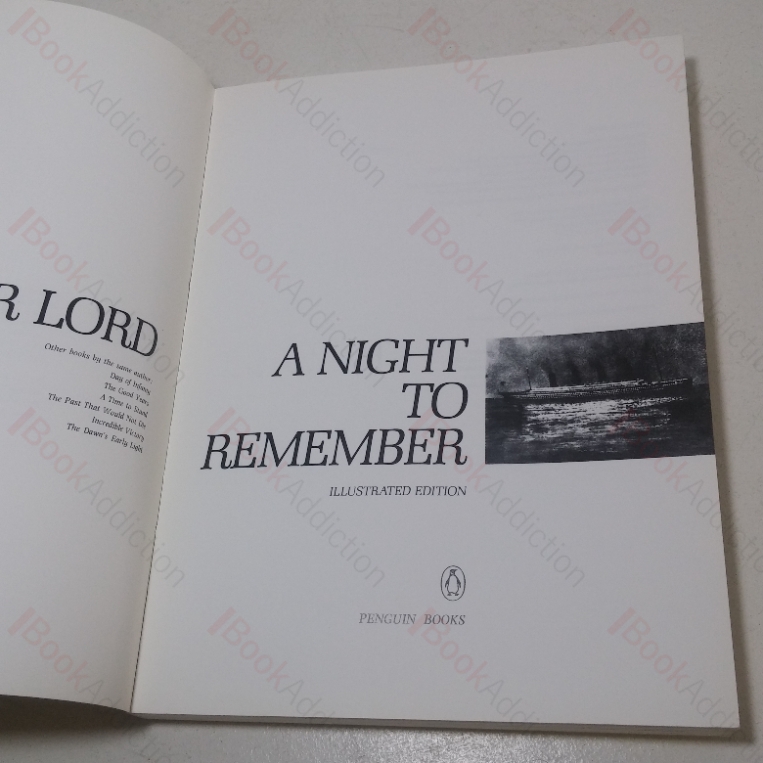 R LORD
Other books by the same author:
Day of Infamy
The Good Years
A Time to Stand
The Past That Would Not Die
Incredible Victory
The Dawn's Early Light
A NIGHT
TO
REMEMBER
ILLUSTRATED EDITION
PENGUIN BOOKS
BookAddiction